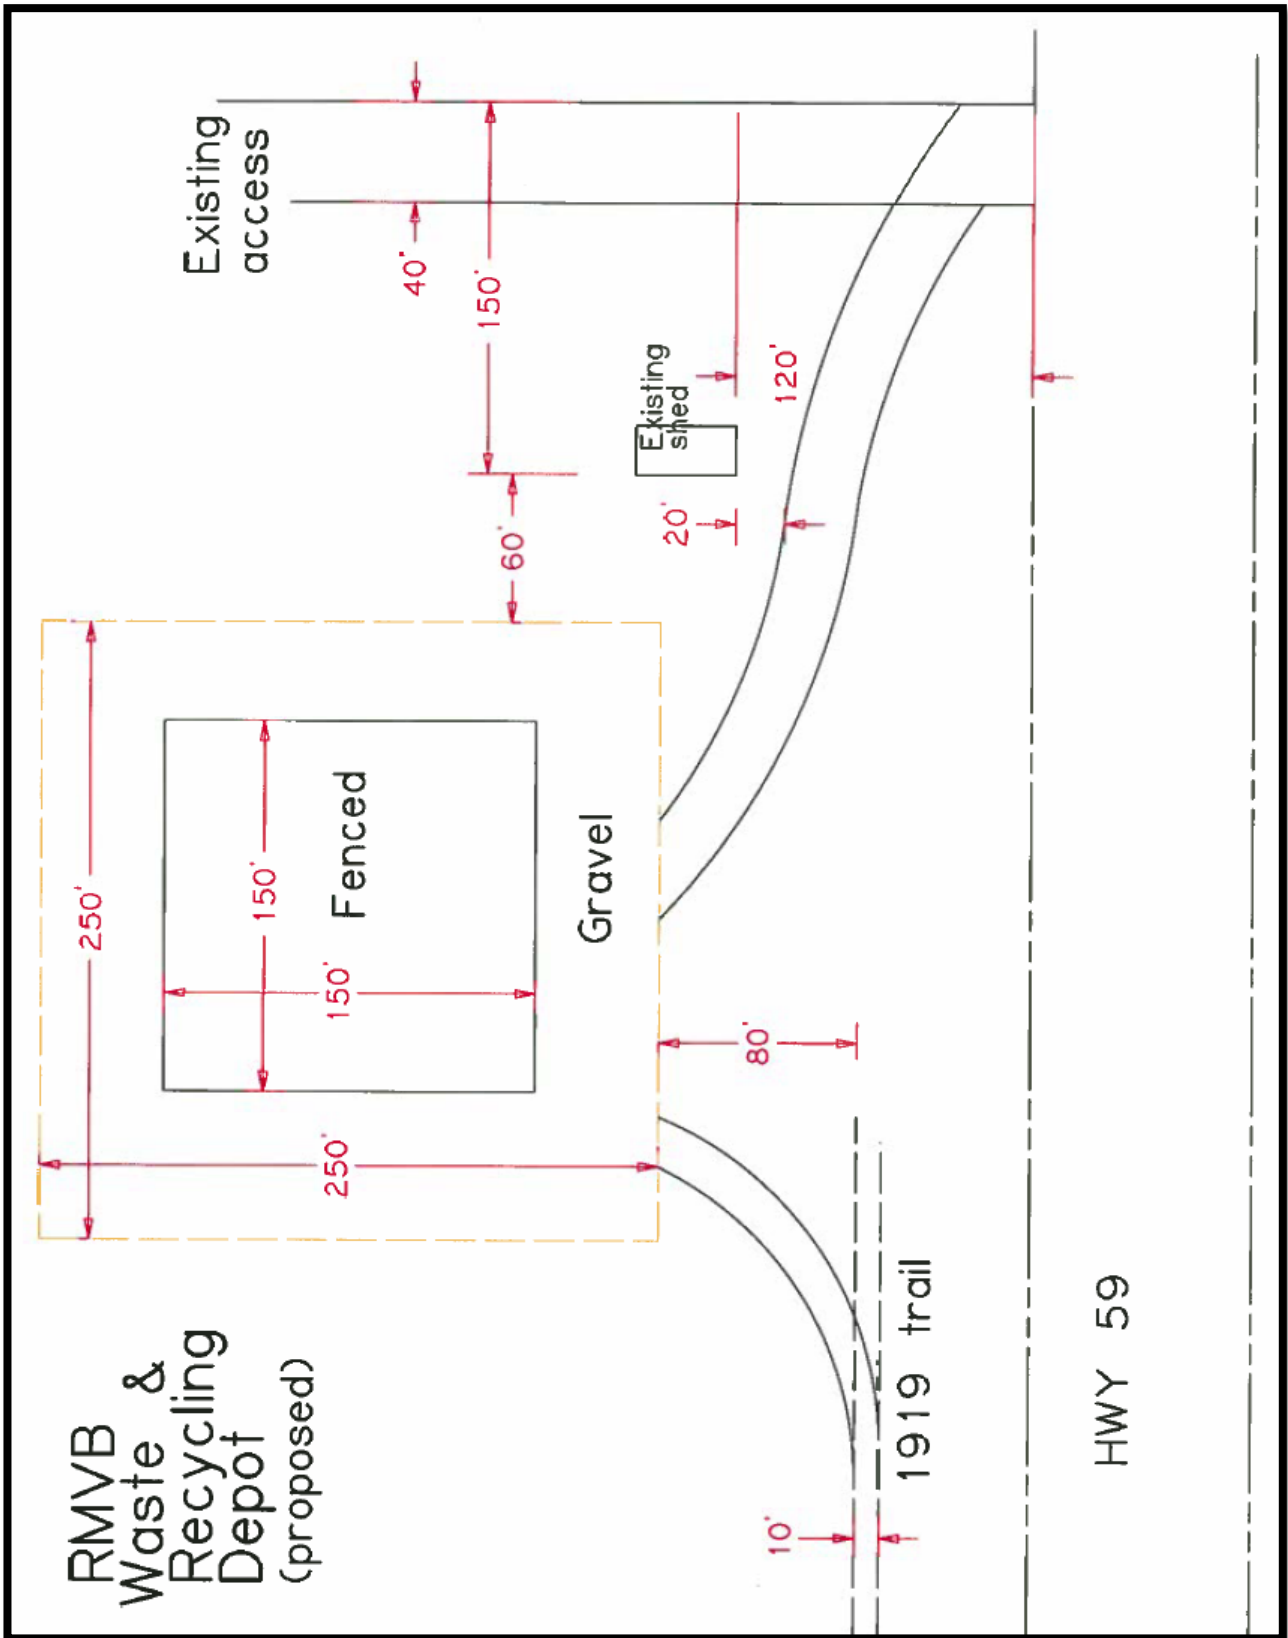 RMVB
Waste &
Recycling
Depot
(proposed)
250'
Existing
access
150'
250'
150'
Fenced
40"
150'
60'
Gravel
Existing
shed
20'
80'
120'
10'
1919 trail
HWY 59